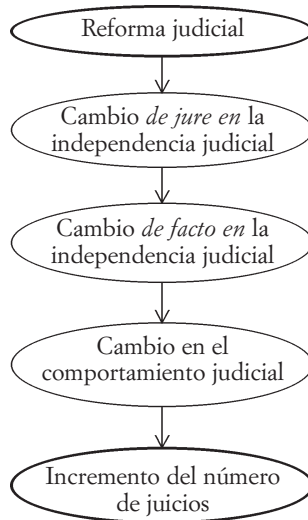 Reforma judicial
Cambio de jure en la
independencia judicial
Cambio de facto en la
independencia judicial
Cambio en el
comportamiento judicial
Incremento del número
de juicios